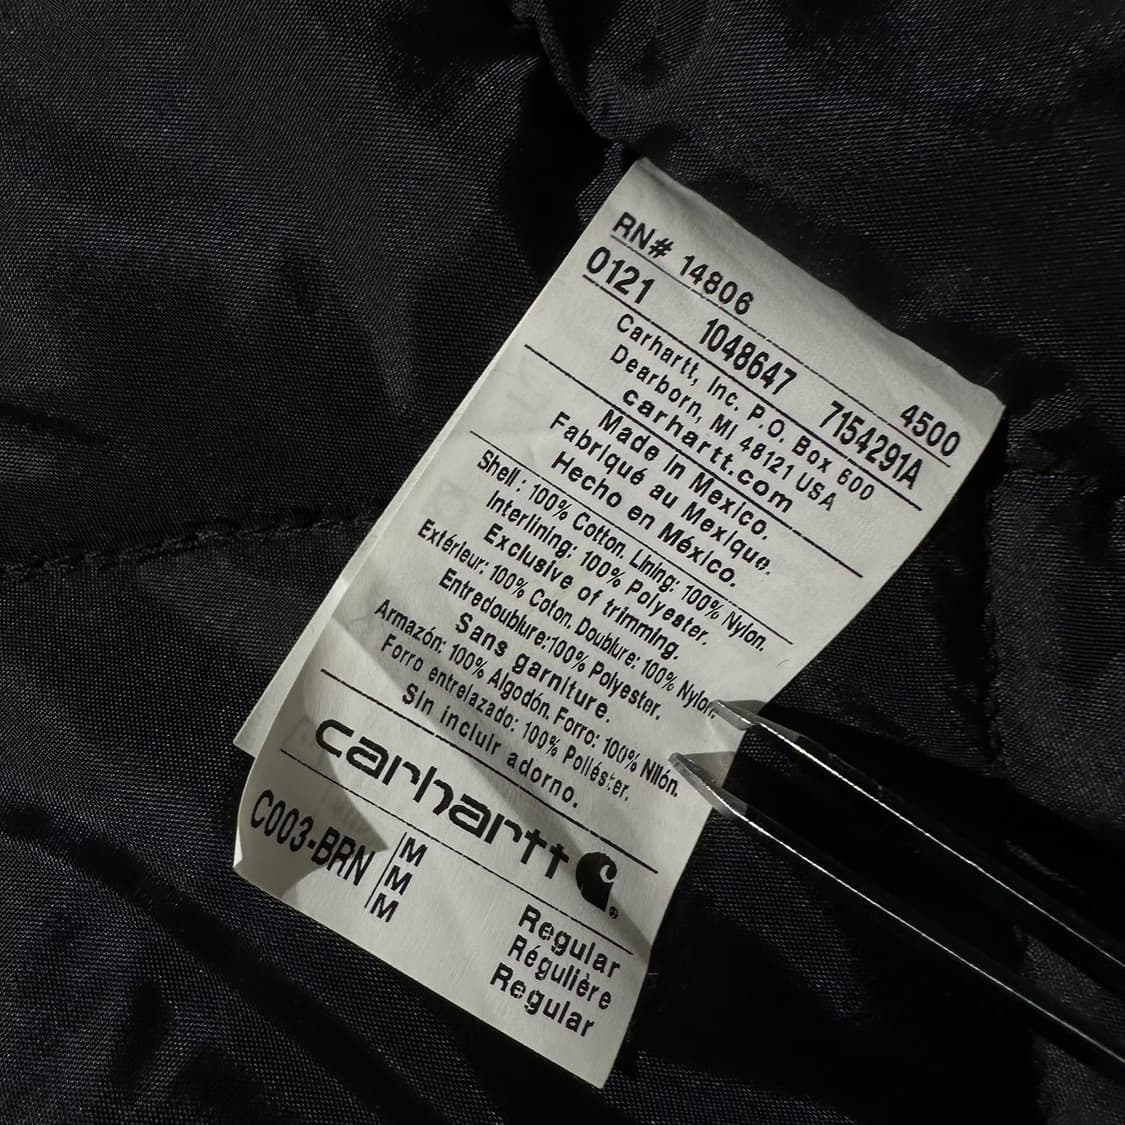 RN# 14806 4500
0121 1048647 7154291A
Carhartt, Inc. P.O. Box 600
Dearborn, MI 48121 USA
carhartt.com
Made in Mexico.
Fabriqué au Mexique.
Hecho en México.
Shell : 100% Cotton. Lining: 100% Nylon.
Interlining: 100% Polyester.
Exclusive of trimming.
Extérieur: 100% Coton. Doublure: 100% Nylon.
Entredoublure:100% Polyester.
Sans garniture.
Armazón: 100% Algodón. Forro: 100% Nilón.
Forro entrelazado: 100% Poliéster.
Sin incluir adorno.
carhartt
C003-BRN M Regular
M Régulière
M Regular